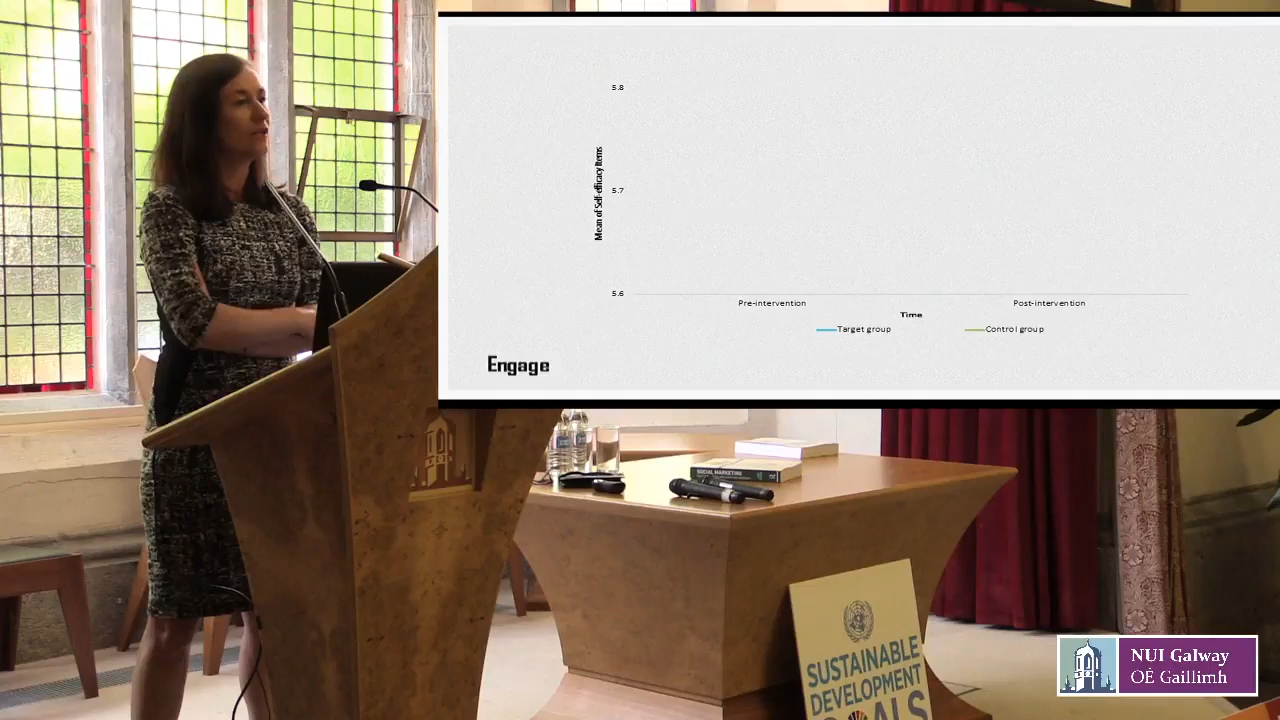 5.8
Mean of Self-efficacy Items
5.7
5.6
Pre-intervention
Post-intervention
Time
Target group
Control group
Engage
SOCIAL MARKETING
SUSTAINABLE
DEVELOPMENT
GOALS
NUI Galway
OÉ Gaillimh